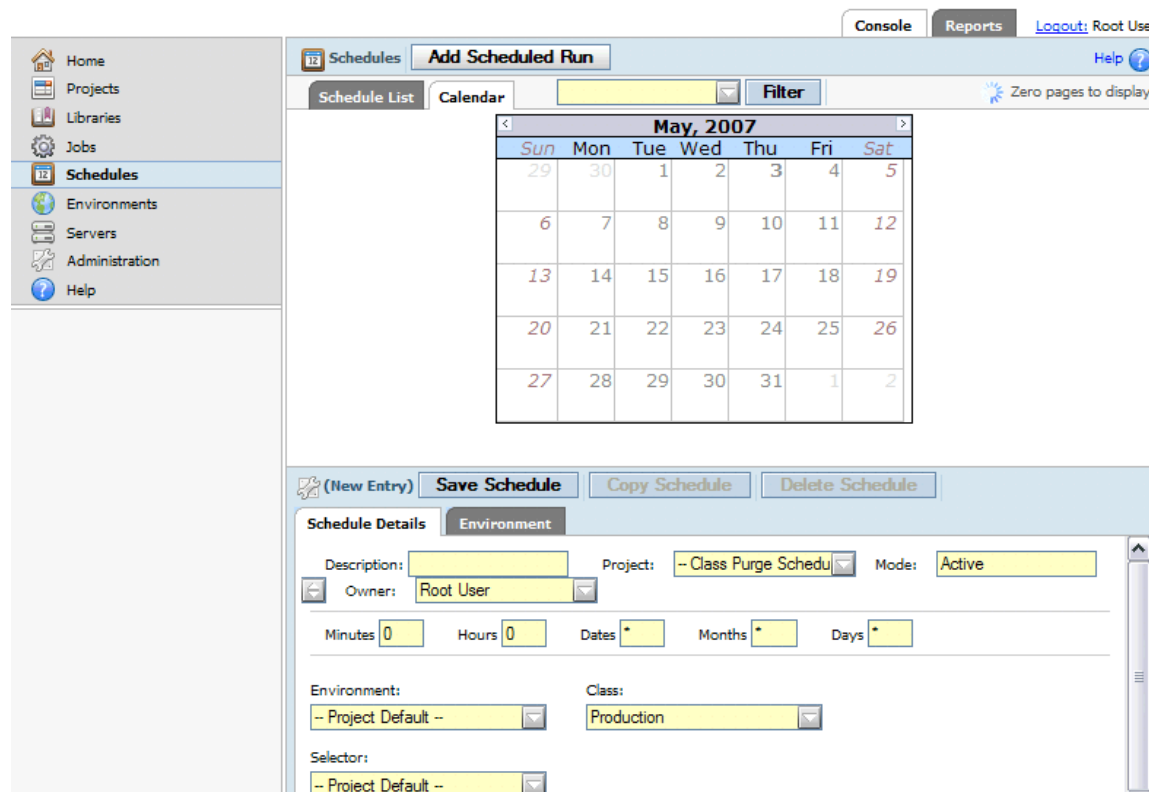 Console Reports Logout: Root Use
Home
Projects
Libraries
Jobs
12 Schedules
Environments
Servers
Administration
? Help
12 Schedules Add Scheduled Run Help ?
Schedule List Calendar Filter Zero pages to display
< May, 2007 >
Sun Mon Tue Wed Thu Fri Sat
29 30 1 2 3 4 5
6 7 8 9 10 11 12
13 14 15 16 17 18 19
20 21 22 23 24 25 26
27 28 29 30 31 1 2
(New Entry) Save Schedule Copy Schedule Delete Schedule
Schedule Details Environment
Description: Project: -- Class Purge Schedu Mode: Active
Owner: Root User
Minutes 0 Hours 0 Dates * Months * Days *
Environment: Class:
-- Project Default -- Production
Selector:
-- Project Default --